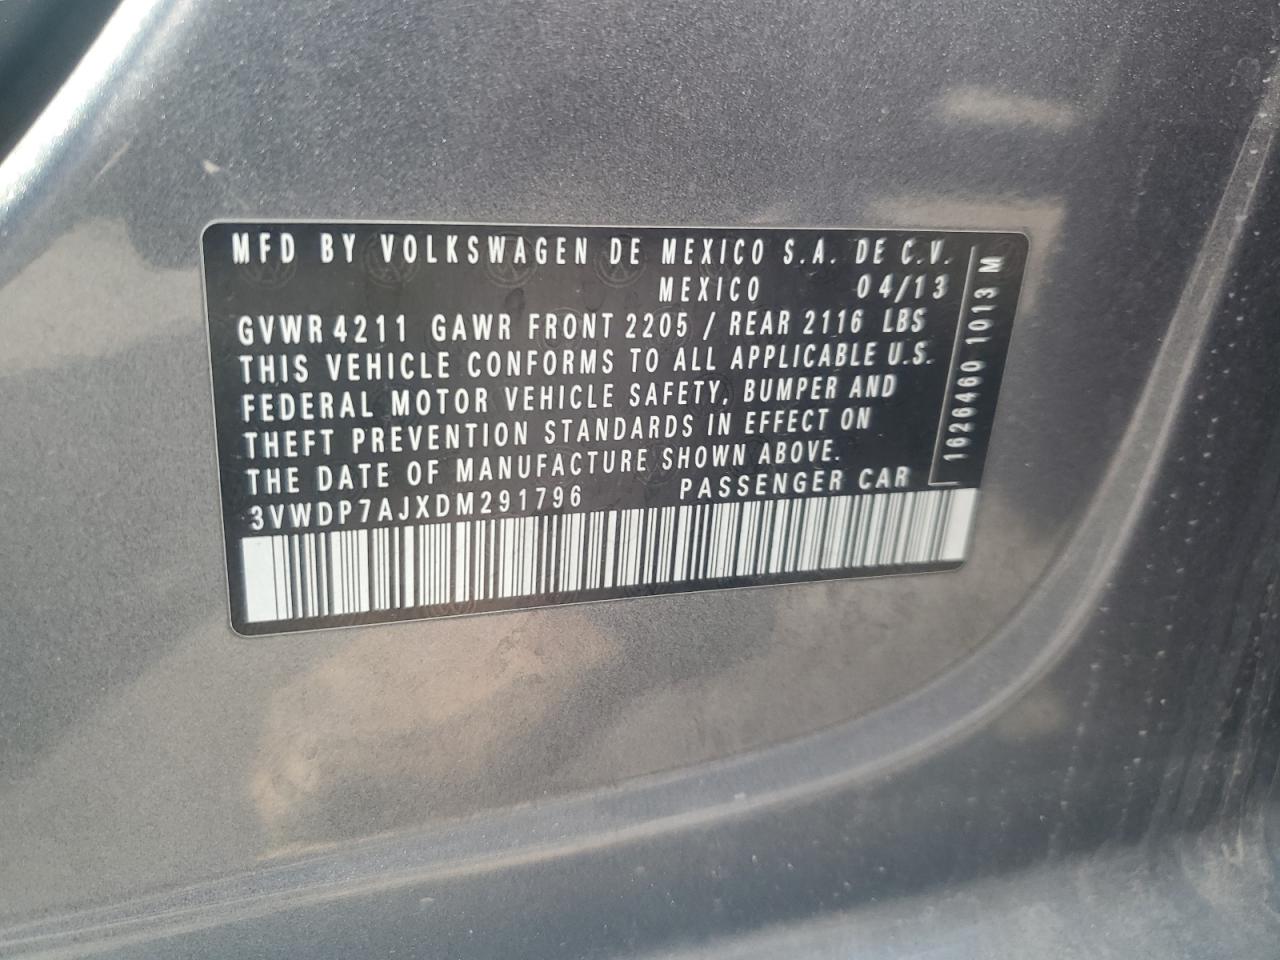 MFD BY VOLKSWAGEN DE MEXICO S.A. DE C.V.
MEXICO 04/13
GVWR 4211 GAWR FRONT 2205 / REAR 2116 LBS
THIS VEHICLE CONFORMS TO ALL APPLICABLE U.S.
FEDERAL MOTOR VEHICLE SAFETY, BUMPER AND
THEFT PREVENTION STANDARDS IN EFFECT ON
THE DATE OF MANUFACTURE SHOWN ABOVE.
3VWDP7AJXDM291796 PASSENGER CAR
1626460 1013 M